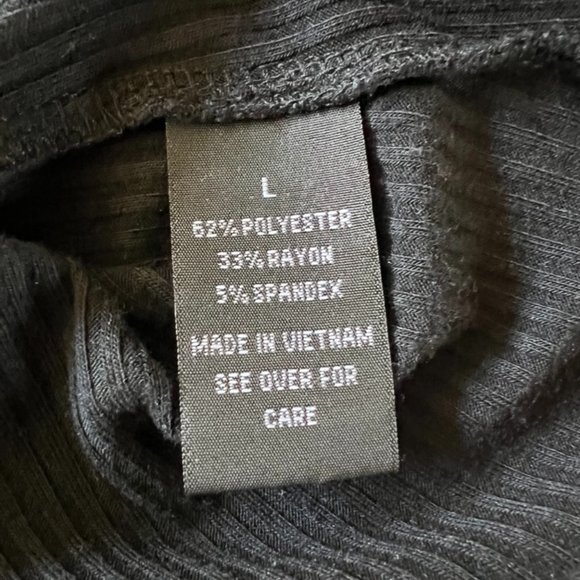 L
62% POLYESTER
33% RAYON
5% SPANDEX
MADE IN VIETNAM
SEE OVER FOR
CARE